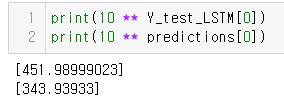 1 print(10 ** Y_test_LSTM[0])
2 print(10 ** predictions[0])
[451.98999023]
[343.93933]